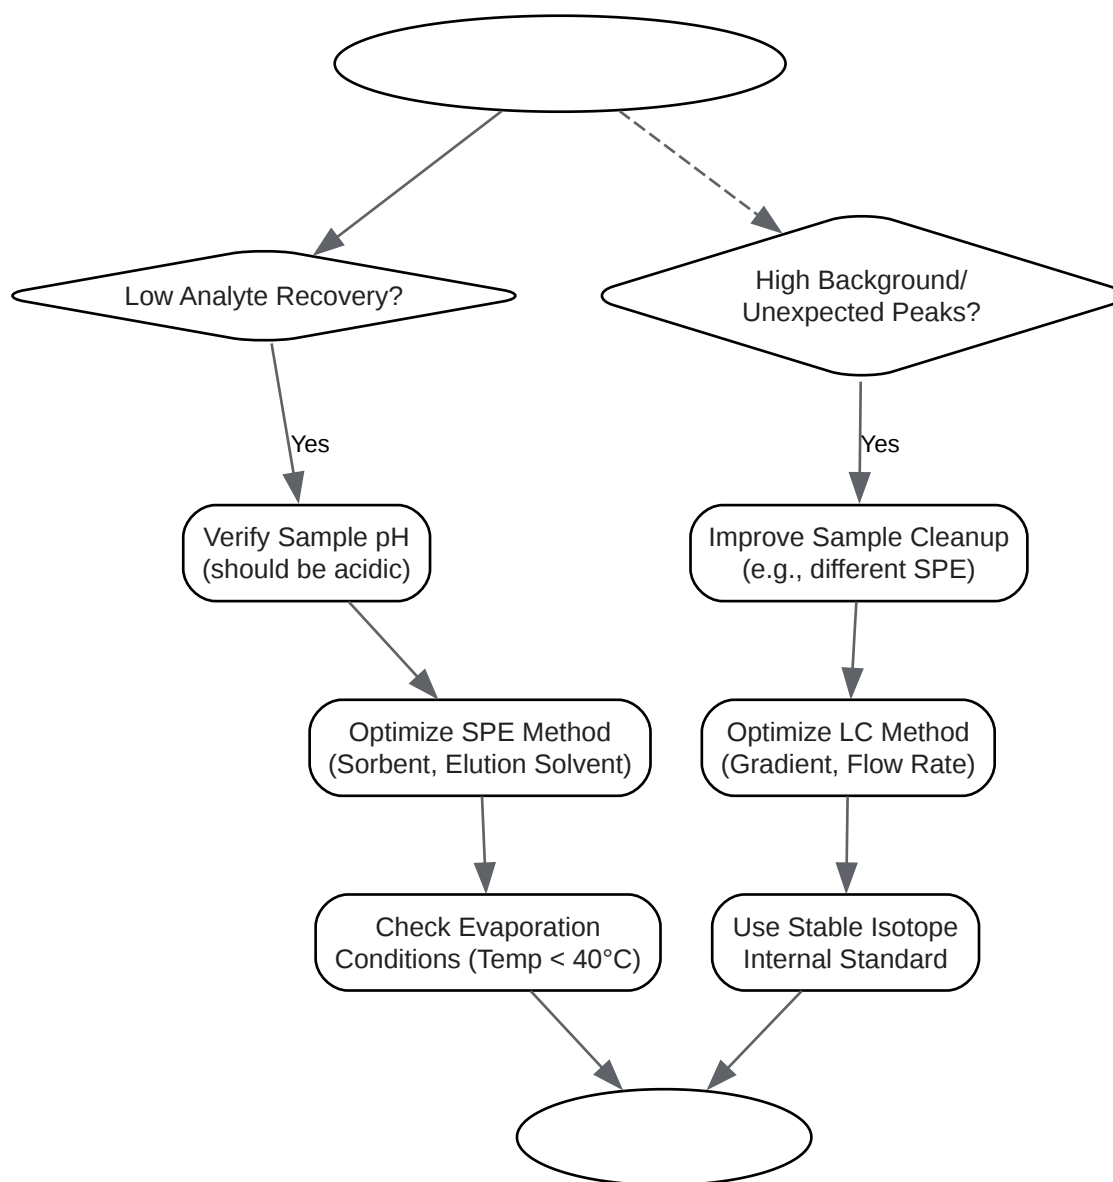 Low Analyte Recovery?
High Background/
Unexpected Peaks?
Yes
Yes
Verify Sample pH
(should be acidic)
Improve Sample Cleanup
(e.g., different SPE)
Optimize SPE Method
(Sorbent, Elution Solvent)
Optimize LC Method
(Gradient, Flow Rate)
Check Evaporation
Conditions (Temp < 40°C)
Use Stable Isotope
Internal Standard